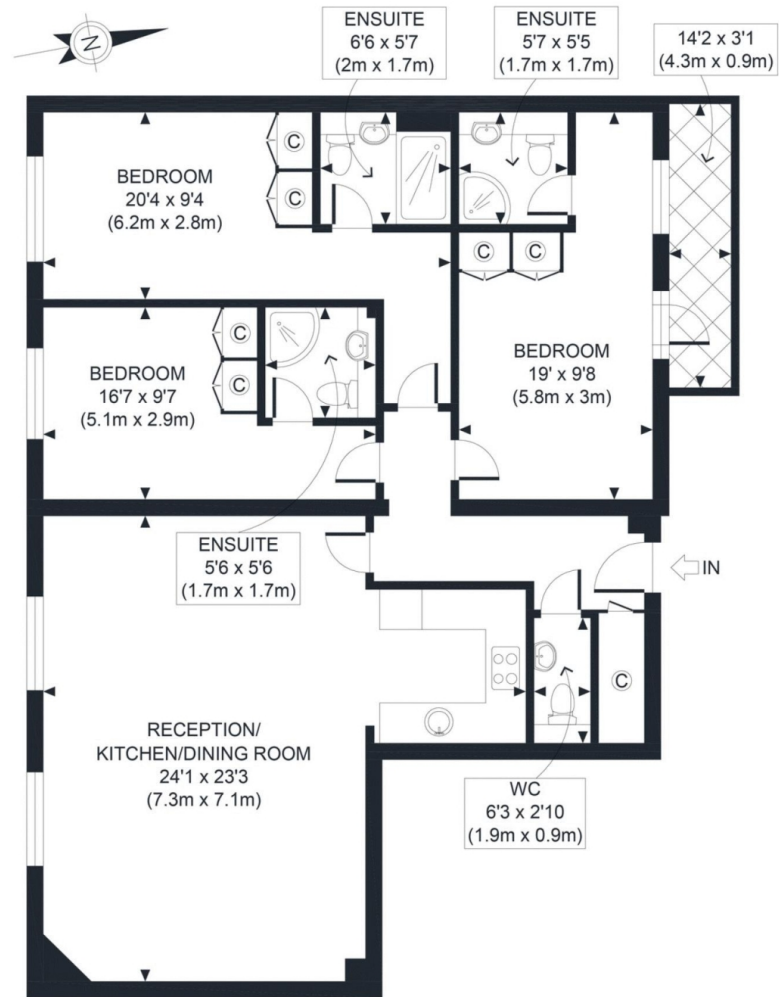 ENSUITE
6'6 x 5'7
(2m x 1.7m)
ENSUITE
5'7 x 5'5
(1.7m x 1.7m)
14'2 x 3'1
(4.3m x 0.9m)
N
C
C
BEDROOM
20'4 x 9'4
(6.2m x 2.8m)
C
C
BEDROOM
19' x 9'8
(5.8m x 3m)
C
C
BEDROOM
16'7 x 9'7
(5.1m x 2.9m)
ENSUITE
5'6 x 5'6
(1.7m x 1.7m)
IN
C
RECEPTION/
KITCHEN/DINING ROOM
24'1 x 23'3
(7.3m x 7.1m)
WC
6'3 x 2'10
(1.9m x 0.9m)